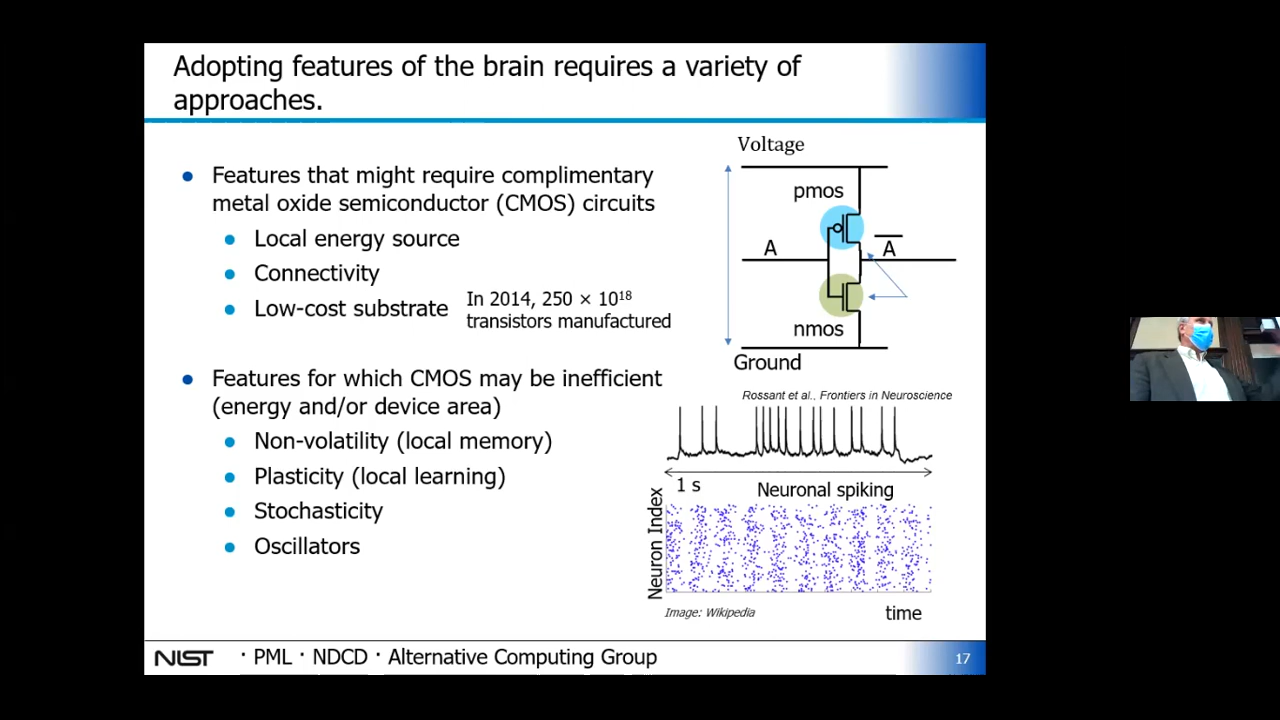 Adopting features of the brain requires a variety of
approaches.
• Features that might require complimentary
metal oxide semiconductor (CMOS) circuits
• Local energy source
• Connectivity
• Low-cost substrate
In 2014, 250 × 10¹⁸
transistors manufactured
• Features for which CMOS may be inefficient
(energy and/or device area)
• Non-volatility (local memory)
• Plasticity (local learning)
• Stochasticity
• Oscillators
Voltage
pmos
A
A̅
nmos
Ground
Rossant et al., Frontiers in Neuroscience
1 s
Neuronal spiking
Neuron Index
Image: Wikipedia
time
NIST · PML · NDCD · Alternative Computing Group
17